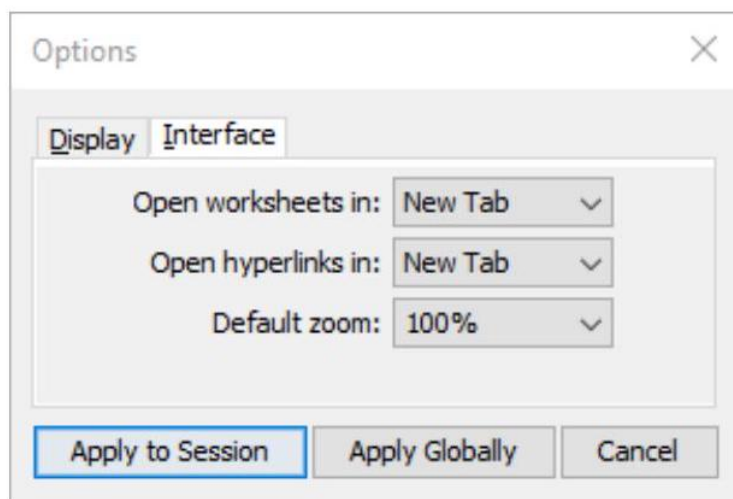 Options
Display Interface
Open worksheets in: New Tab
Open hyperlinks in: New Tab
Default zoom: 100%
Apply to Session Apply Globally Cancel